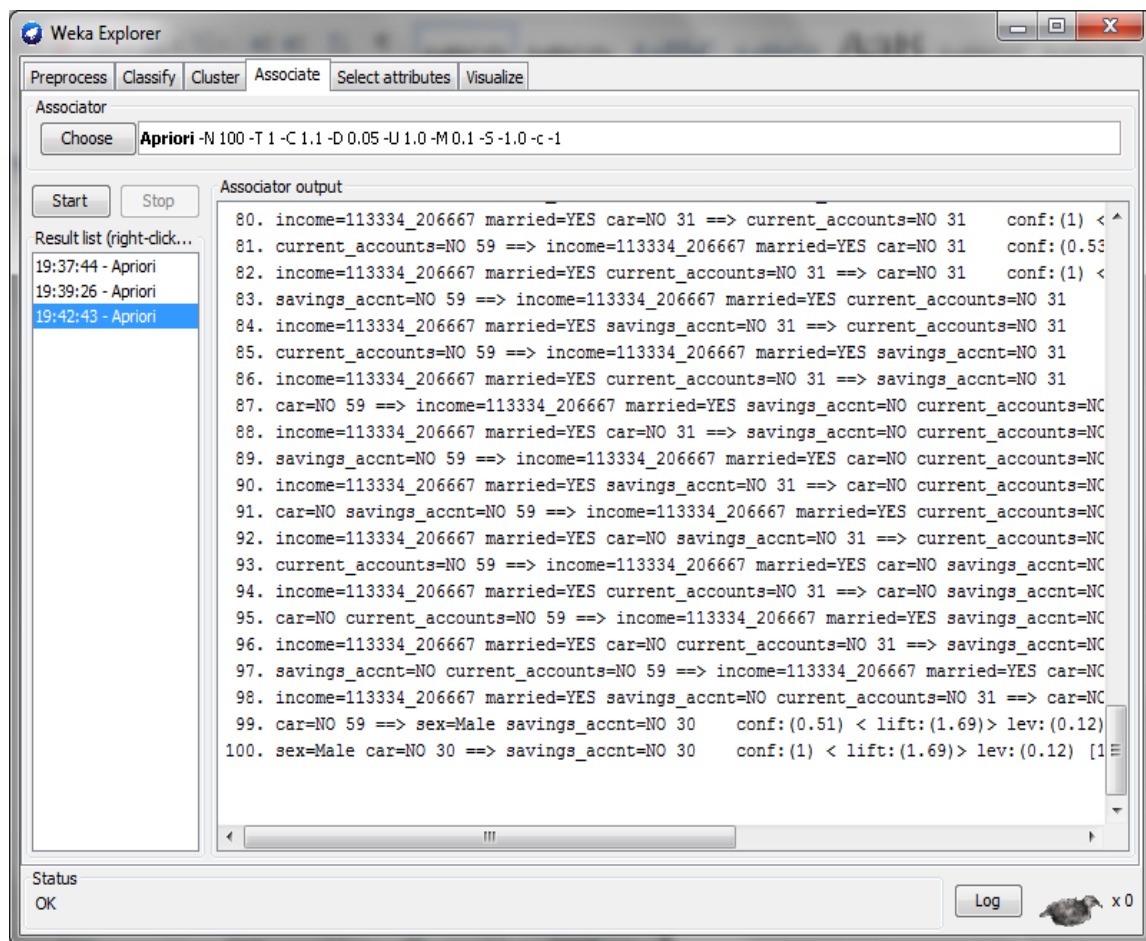 Weka Explorer
Preprocess Classify Cluster Associate Select attributes Visualize
Associator
Choose Apriori -N 100 -T 1 -C 1.1 -D 0.05 -U 1.0 -M 0.1 -S -1.0 -c -1
Start Stop
Result list (right-click...
19:37:44 - Apriori
19:39:26 - Apriori
19:42:43 - Apriori
Associator output
80. income=113334_206667 married=YES car=NO 31 ==> current_accounts=NO 31 conf:(1) <
81. current_accounts=NO 59 ==> income=113334_206667 married=YES car=NO 31 conf:(0.53
82. income=113334_206667 married=YES current_accounts=NO 31 ==> car=NO 31 conf:(1) <
83. savings_accnt=NO 59 ==> income=113334_206667 married=YES current_accounts=NO 31
84. income=113334_206667 married=YES savings_accnt=NO 31 ==> current_accounts=NO 31
85. current_accounts=NO 59 ==> income=113334_206667 married=YES savings_accnt=NO 31
86. income=113334_206667 married=YES current_accounts=NO 31 ==> savings_accnt=NO 31
87. car=NO 59 ==> income=113334_206667 married=YES savings_accnt=NO current_accounts=NO
88. income=113334_206667 married=YES car=NO 31 ==> savings_accnt=NO current_accounts=NO
89. savings_accnt=NO 59 ==> income=113334_206667 married=YES car=NO current_accounts=NO
90. income=113334_206667 married=YES savings_accnt=NO 31 ==> car=NO current_accounts=NO
91. car=NO savings_accnt=NO 59 ==> income=113334_206667 married=YES current_accounts=NO
92. income=113334_206667 married=YES car=NO savings_accnt=NO 31 ==> current_accounts=NO
93. current_accounts=NO 59 ==> income=113334_206667 married=YES car=NO savings_accnt=NO
94. income=113334_206667 married=YES current_accounts=NO 31 ==> car=NO savings_accnt=NO
95. car=NO current_accounts=NO 59 ==> income=113334_206667 married=YES savings_accnt=NO
96. income=113334_206667 married=YES car=NO current_accounts=NO 31 ==> savings_accnt=NO
97. savings_accnt=NO current_accounts=NO 59 ==> income=113334_206667 married=YES car=NO
98. income=113334_206667 married=YES savings_accnt=NO current_accounts=NO 31 ==> car=NO
99. car=NO 59 ==> sex=Male savings_accnt=NO 30 conf:(0.51) < lift:(1.69)> lev:(0.12)
100. sex=Male car=NO 30 ==> savings_accnt=NO 30 conf:(1) < lift:(1.69)> lev:(0.12) [1
Status
OK
Log x 0